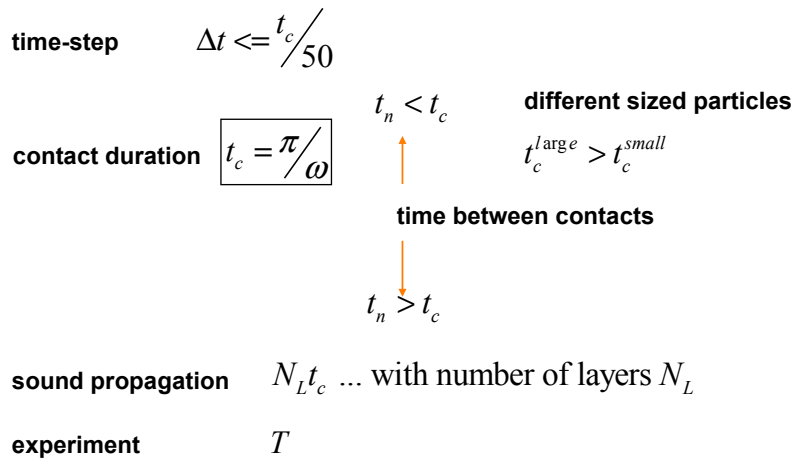 time-step Δt <= t_c/50
t_n < t_c different sized particles
contact duration t_c = π/ω t_c^{large} > t_c^{small}
time between contacts
t_n > t_c
sound propagation N_L t_c ... with number of layers N_L
experiment T